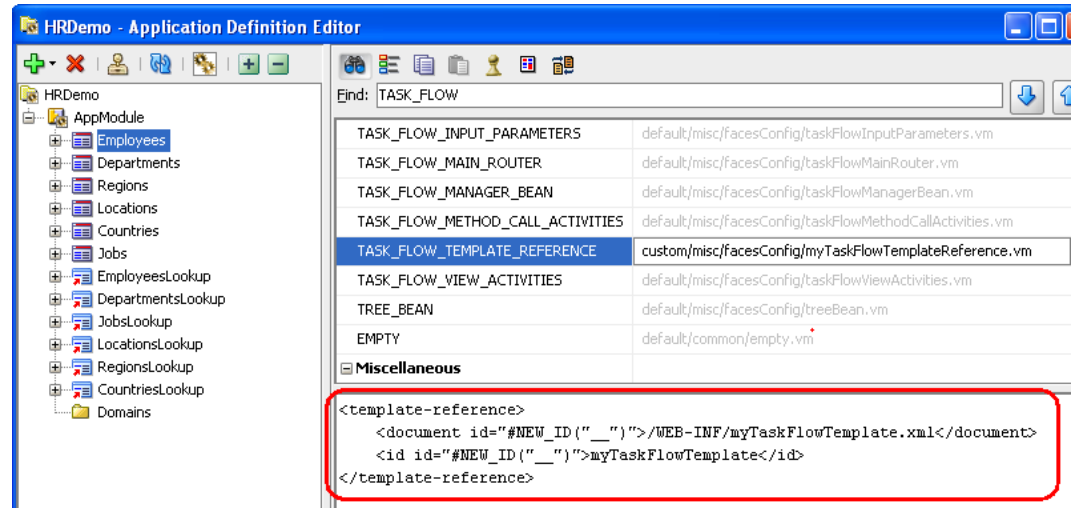 HRDemo - Application Definition Editor
HRDemo
AppModule
Employees
Departments
Regions
Locations
Countries
Jobs
EmployeesLookup
DepartmentsLookup
JobsLookup
LocationsLookup
RegionsLookup
CountriesLookup
Domains
Find: TASK_FLOW
TASK_FLOW_INPUT_PARAMETERS default/misc/facesConfig/taskFlowInputParameters.vm
TASK_FLOW_MAIN_ROUTER default/misc/facesConfig/taskFlowMainRouter.vm
TASK_FLOW_MANAGER_BEAN default/misc/facesConfig/taskFlowManagerBean.vm
TASK_FLOW_METHOD_CALL_ACTIVITIES default/misc/facesConfig/taskFlowMethodCallActivities.vm
TASK_FLOW_TEMPLATE_REFERENCE custom/misc/facesConfig/myTaskFlowTemplateReference.vm
TASK_FLOW_VIEW_ACTIVITIES default/misc/facesConfig/taskFlowViewActivities.vm
TREE_BEAN default/misc/facesConfig/treeBean.vm
EMPTY default/common/empty.vm
Miscellaneous
<template-reference>
<document id="#NEW_ID("__")">/WEB-INF/myTaskFlowTemplate.xml</document>
<id id="#NEW_ID("__")">myTaskFlowTemplate</id>
</template-reference>